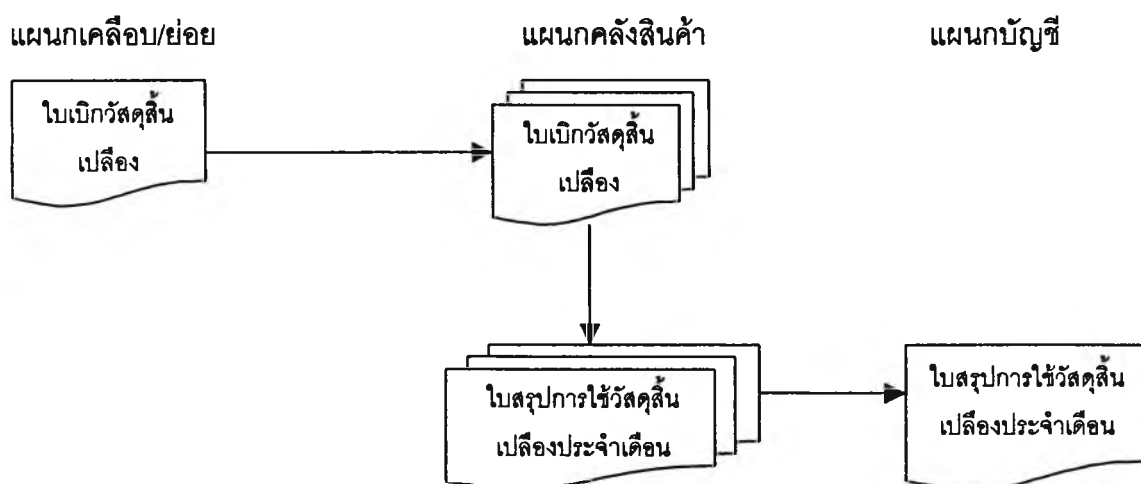 แผนกเคลือบ/ย่อย
แผนกคลังสินค้า
แผนกบัญชี
ใบเบิกวัสดุสิ้น
เปลือง
ใบเบิกวัสดุสิ้น
เปลือง
ใบสรุปการใช้วัสดุสิ้น
เปลืองประจำเดือน
ใบสรุปการใช้วัสดุสิ้น
เปลืองประจำเดือน